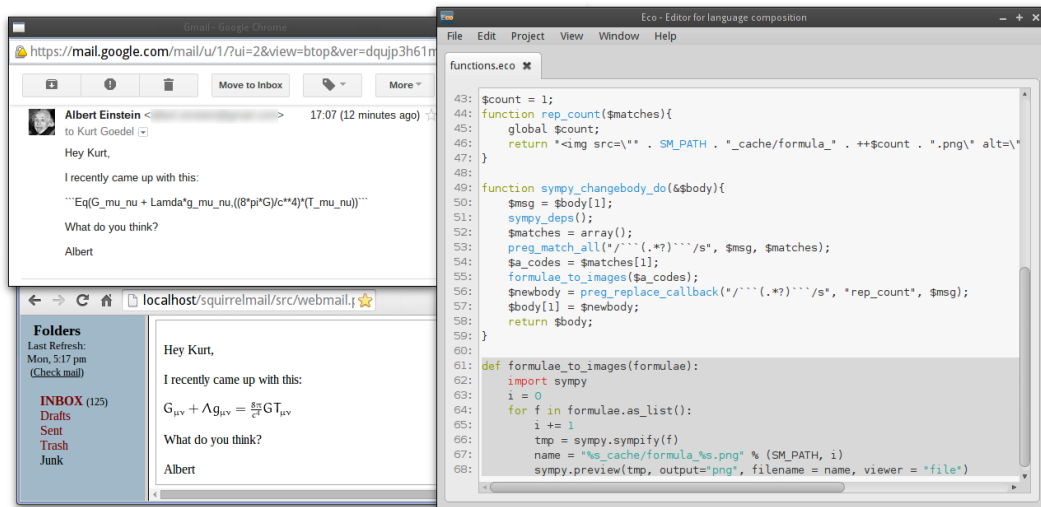 Gmail - Google Chrome
https://mail.google.com/mail/u/1/?ui=2&view=btop&ver=dqujp3h61m
Move to Inbox
More
Albert Einstein < > 17:07 (12 minutes ago)
to Kurt Goedel
Hey Kurt,
I recently came up with this:
```Eq(G_mu_nu + Lamda*g_mu_nu,((8*pi*G)/c**4)*(T_mu_nu))```
What do you think?
Albert
localhost/squirrelmail/src/webmail.p
Folders
Last Refresh:
Mon, 5:17 pm
(Check mail)
INBOX (125)
Drafts
Sent
Trash
Junk
Hey Kurt,
I recently came up with this:
Gμν + Λgμν = 8π/c⁴ GTμν
What do you think?
Albert
Eco
Eco - Editor for language composition
File Edit Project View Window Help
functions.eco
43: $count = 1;
44: function rep_count($matches){
45:     global $count;
46:     return "<img src=\"" . SM_PATH . "_cache/formula_" . ++$count . ".png\" alt=\"
47: }
48:
49: function sympy_changebody_do(&$body){
50:     $msg = $body[1];
51:     sympy_deps();
52:     $matches = array();
53:     preg_match_all("/```(.*?)```/s", $msg, $matches);
54:     $a_codes = $matches[1];
55:     formulae_to_images($a_codes);
56:     $newbody = preg_replace_callback("/```(.*?)```/s", "rep_count", $msg);
57:     $body[1] = $newbody;
58:     return $body;
59: }
60:
61: def formulae_to_images(formulae):
62:     import sympy
63:     i = 0
64:     for f in formulae.as_list():
65:         i += 1
66:         tmp = sympy.sympify(f)
67:         name = "%s_cache/formula_%s.png" % (SM_PATH, i)
68:         sympy.preview(tmp, output="png", filename = name, viewer = "file")